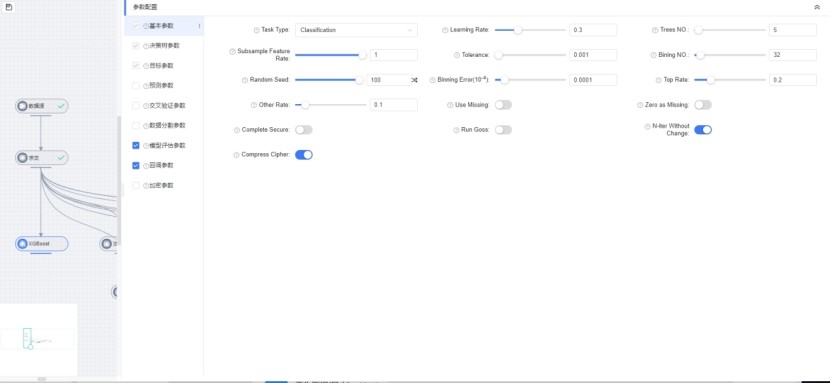 参数配置
基本参数
决策树参数
目标参数
预测参数
交叉验证参数
数据分割参数
模型评估参数
回调参数
加密参数
数据源
求交
XGBoost
Task Type: Classification
Learning Rate: 0.3
Trees NO.: 5
Subsample Feature Rate: 1
Tolerance: 0.001
Bining NO.: 32
Random Seed: 100
Binning Error(10⁻⁴): 0.0001
Top Rate: 0.2
Other Rate: 0.1
Use Missing:
Zero as Missing:
Complete Secure:
Run Goss:
N-Iter Without Change:
Compress Cipher: